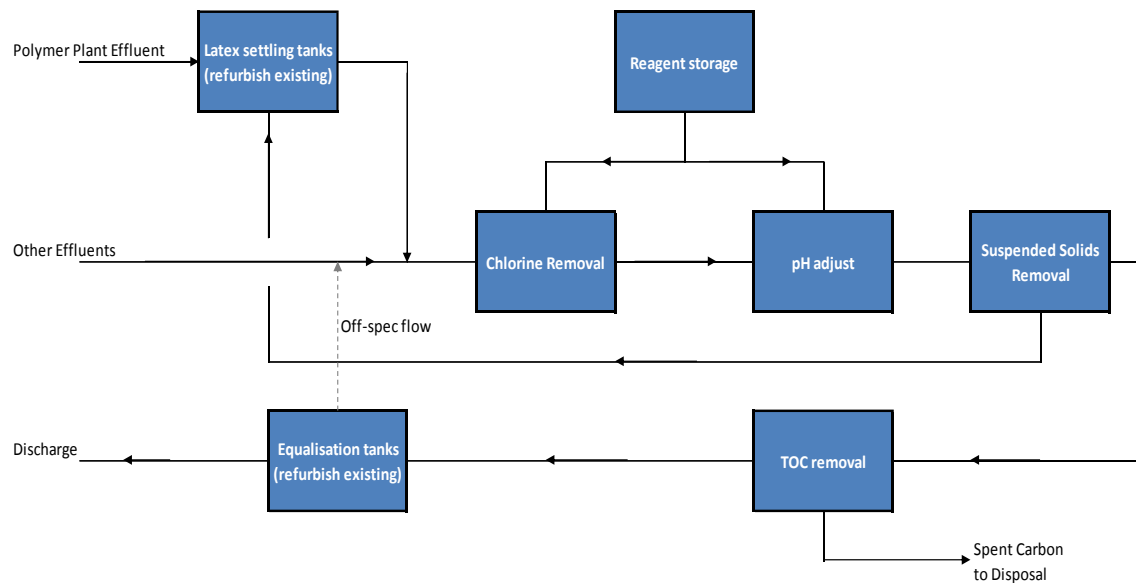 Polymer Plant Effluent
Latex settling tanks
(refurbish existing)
Reagent storage
Other Effluents
Chlorine Removal
pH adjust
Suspended Solids
Removal
Off-spec flow
Discharge
Equalisation tanks
(refurbish existing)
TOC removal
Spent Carbon
to Disposal